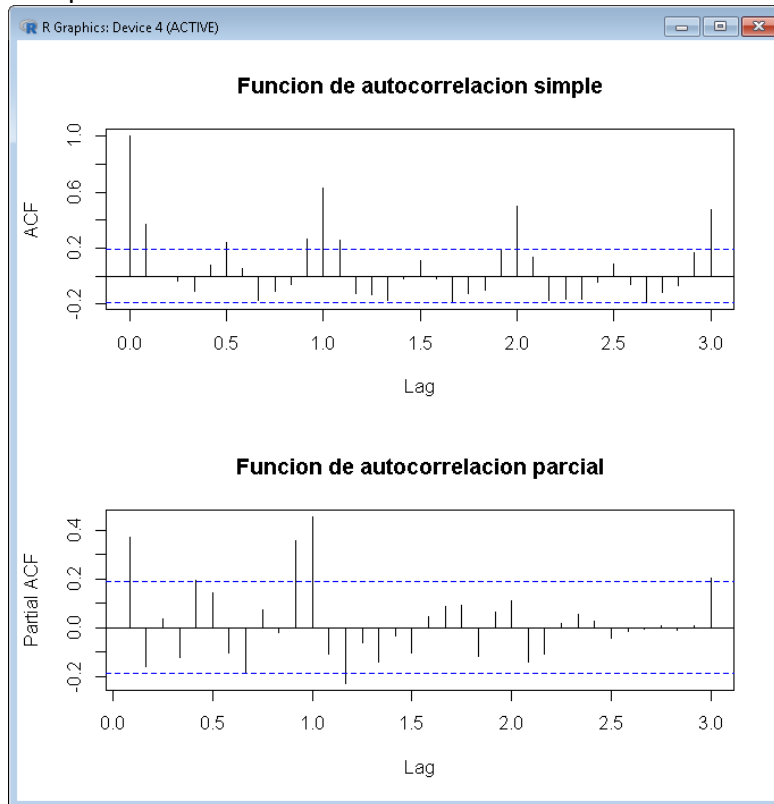 R Graphics: Device 4 (ACTIVE)
Funcion de autocorrelacion simple
ACF
1.0
0.6
0.2
-0.2
0.0 0.5 1.0 1.5 2.0 2.5 3.0
Lag
Funcion de autocorrelacion parcial
Partial ACF
0.4
0.2
0.0
-0.2
0.0 0.5 1.0 1.5 2.0 2.5 3.0
Lag